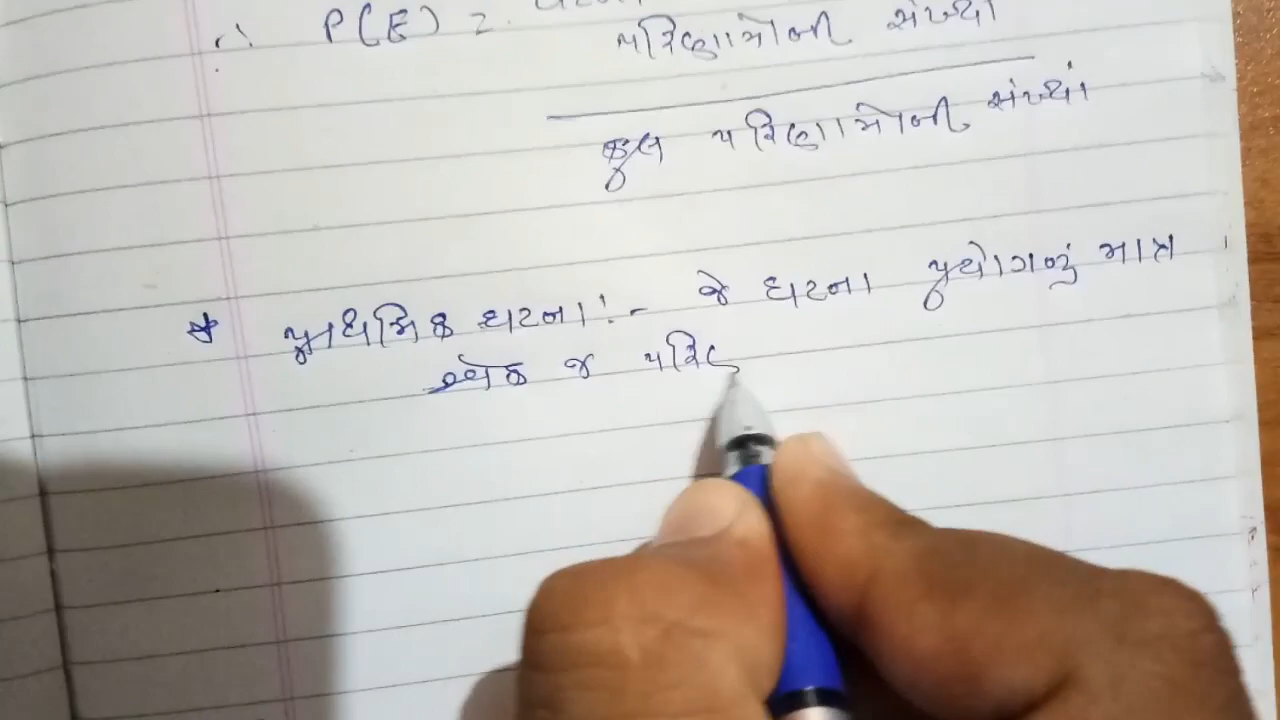 ∴ P(E) =
પરિણામોની સંખ્યા
કુલ પરિણામોની સંખ્યાં
* પ્રાથમિક ઘટના :- જે ઘટના પ્રયોગનું માત્ર
એક જ પરિણ